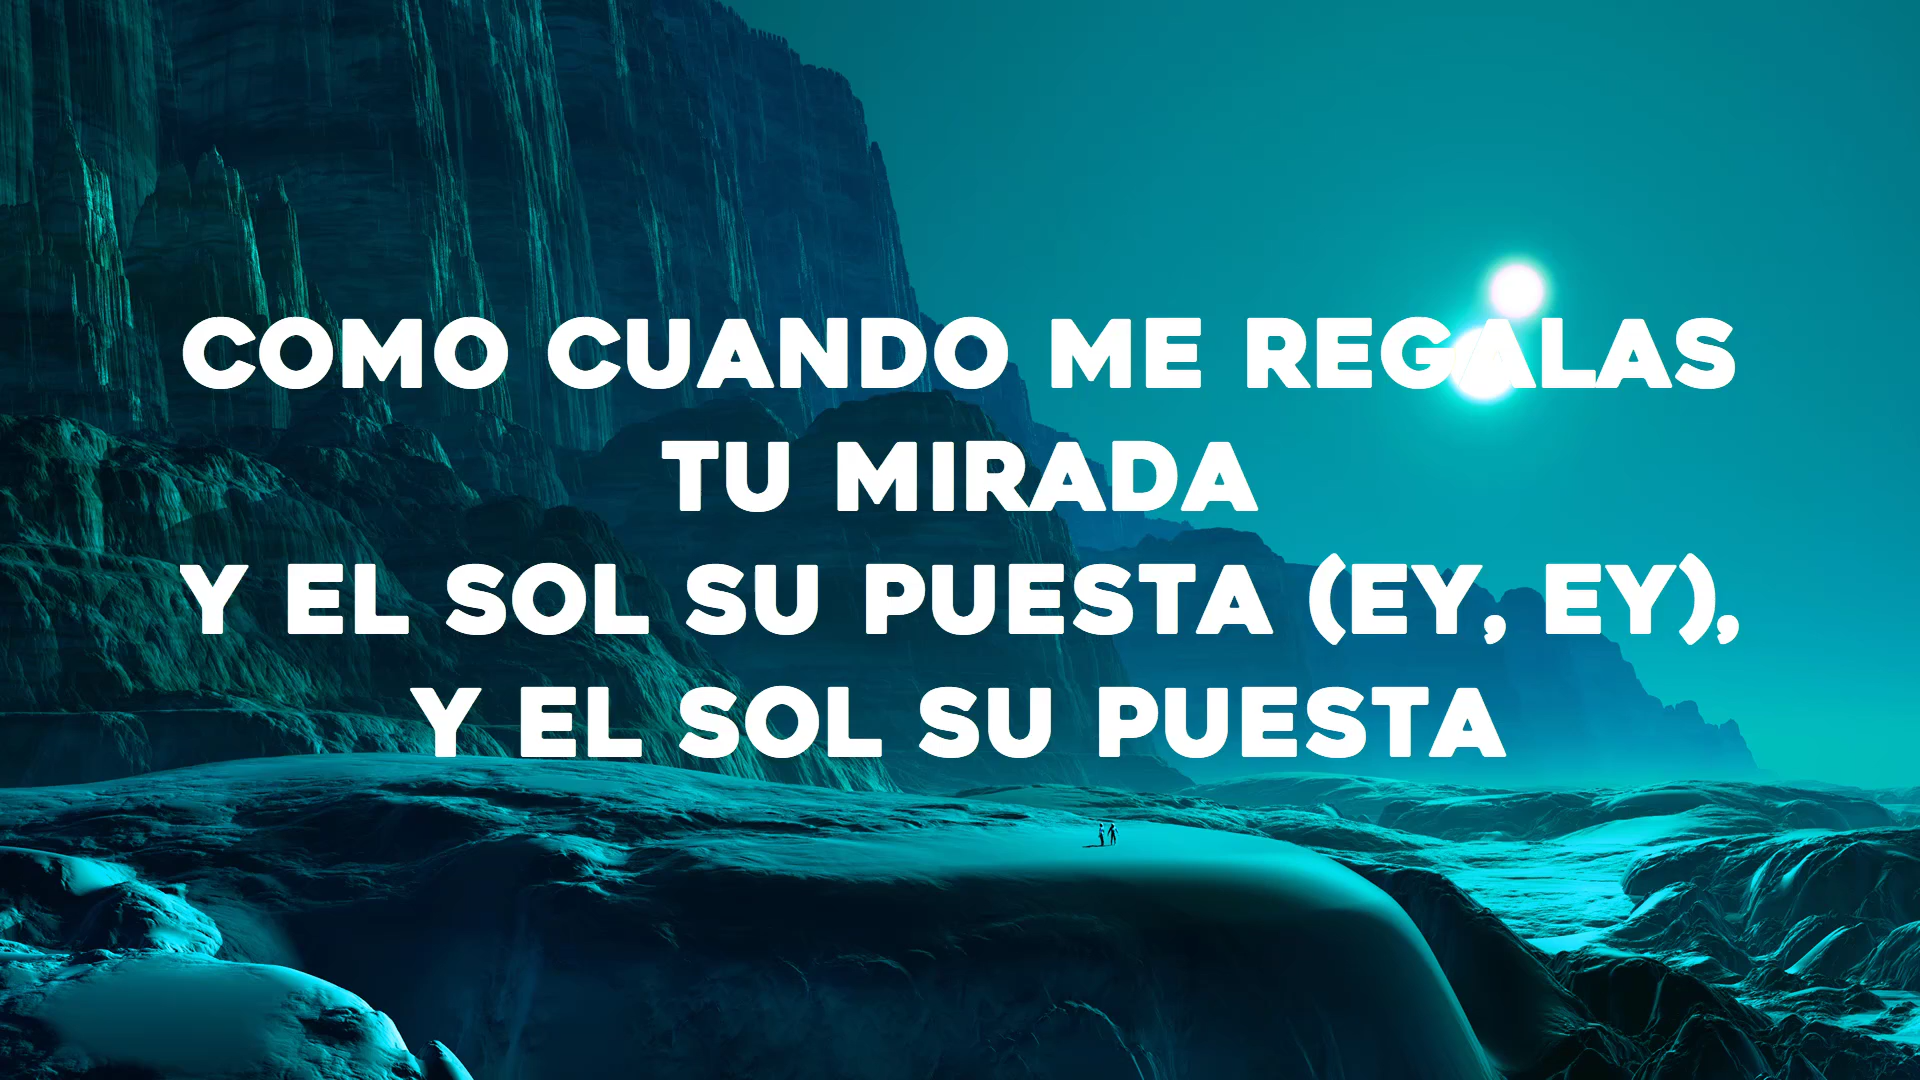 COMO CUANDO ME REGALAS
TU MIRADA
Y EL SOL SU PUESTA (EY, EY),
Y EL SOL SU PUESTA